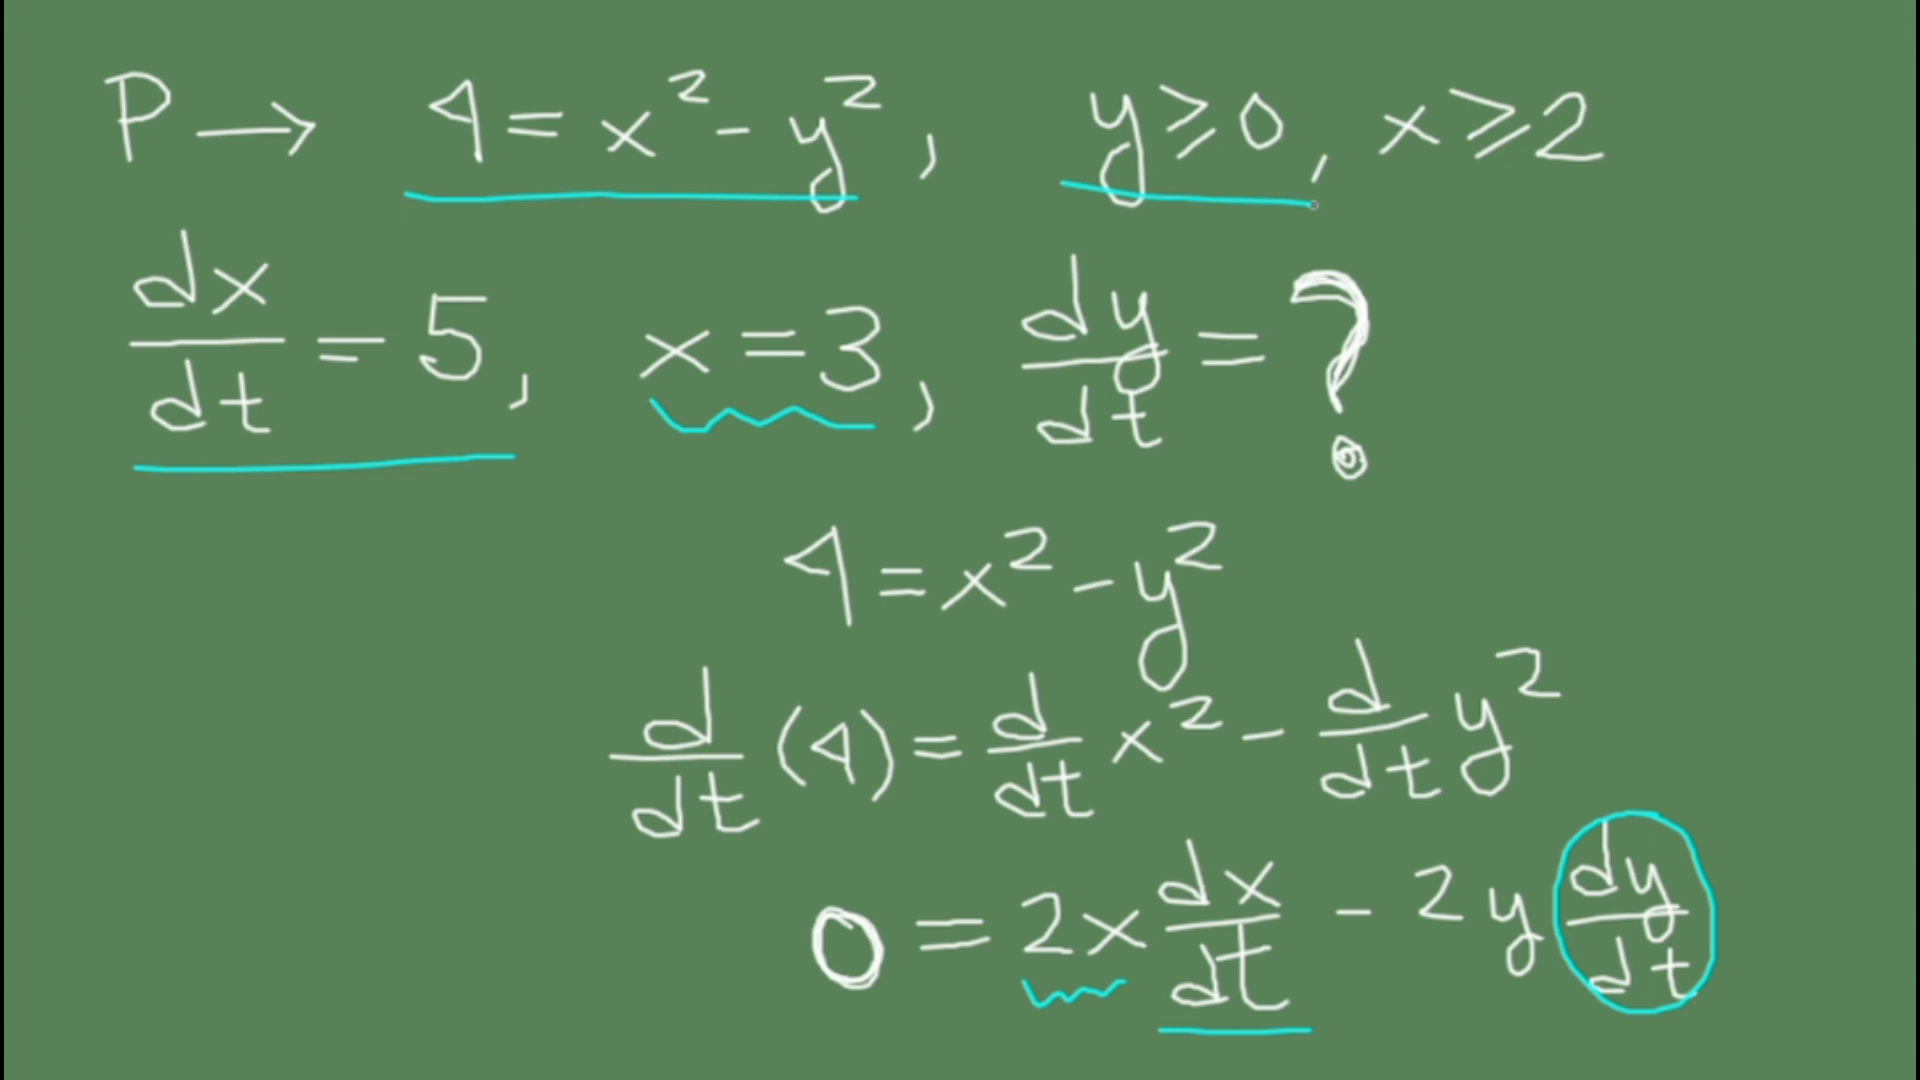 P → 4 = x² - y², y ≥ 0, x ≥ 2
dx/dt = 5, x = 3, dy/dt = ?
4 = x² - y²
d/dt (4) = d/dt x² - d/dt y²
0 = 2x dx/dt - 2y dy/dt